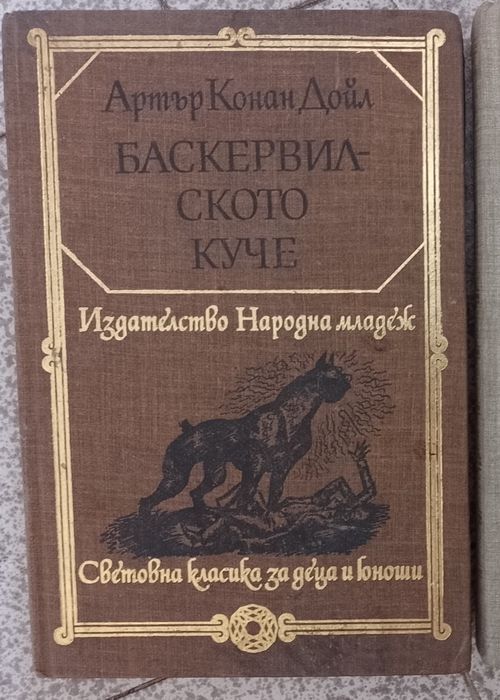 Артър Конан Дойл
БАСКЕРВИЛ-
СКОТО
КУЧЕ
Издателство Народна младеж
Световна класика за деца и юноши